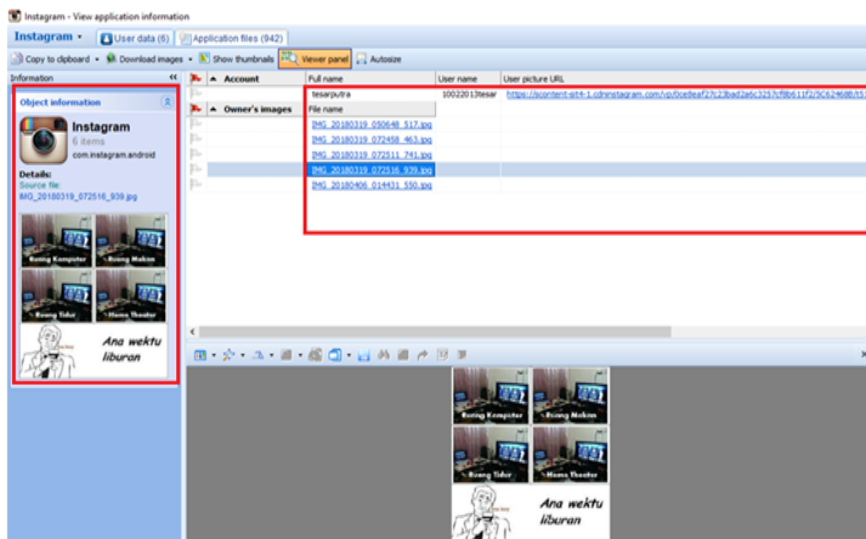 Instagram - View application information
Instagram
User data (6)
Application files (942)
Copy to clipboard
Download images
Show thumbnails
Viewer panel
Autosize
Information
Object information
Instagram
6 items
com.instagram.android
Details:
Source file:
IMG_20180319_072516_939.jpg
Ruang Komputer
Ruang Makan
Ruang Tidur
Home Theater
Ana wektu
liburan
Account Full name User name User picture URL
tesarputra 10022013tesar
Owner's images File name
IMG_20180319_050648_517.jpg
IMG_20180319_072458_463.jpg
IMG_20180319_072511_741.jpg
IMG_20180319_072516_939.jpg
IMG_20180406_014431_550.jpg
Ruang Komputer
Ruang Makan
Ruang Tidur
Home Theater
Ana wektu
liburan